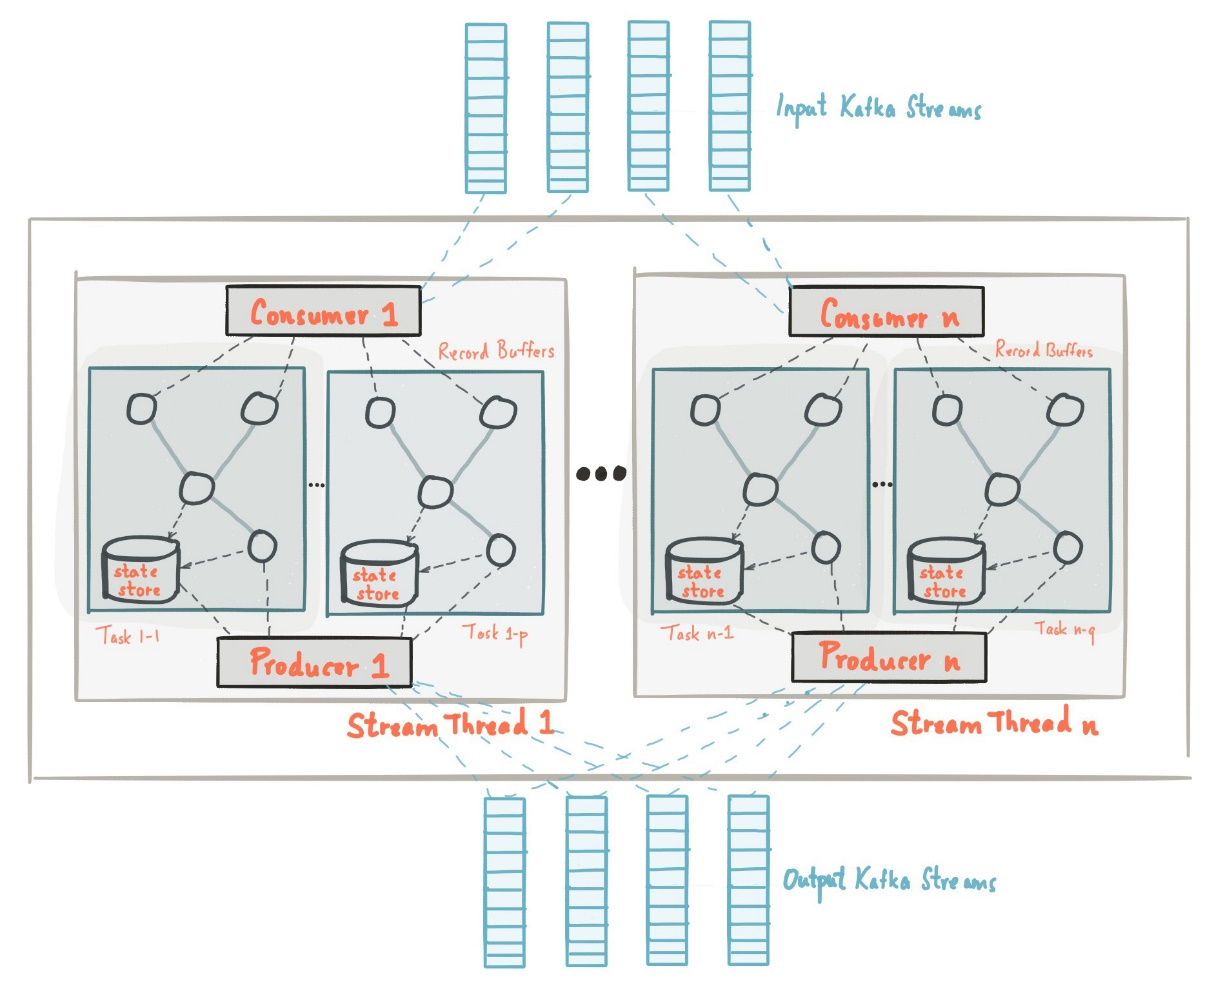 Input Kafka Streams
Consumer 1
Consumer n
Record Buffers
Record Buffers
...
...
...
state
store
state
store
state
store
state
store
Task 1-1
Task 1-p
Task n-1
Task n-q
Producer 1
Producer n
Stream Thread 1
Stream Thread n
Output Kafka Streams